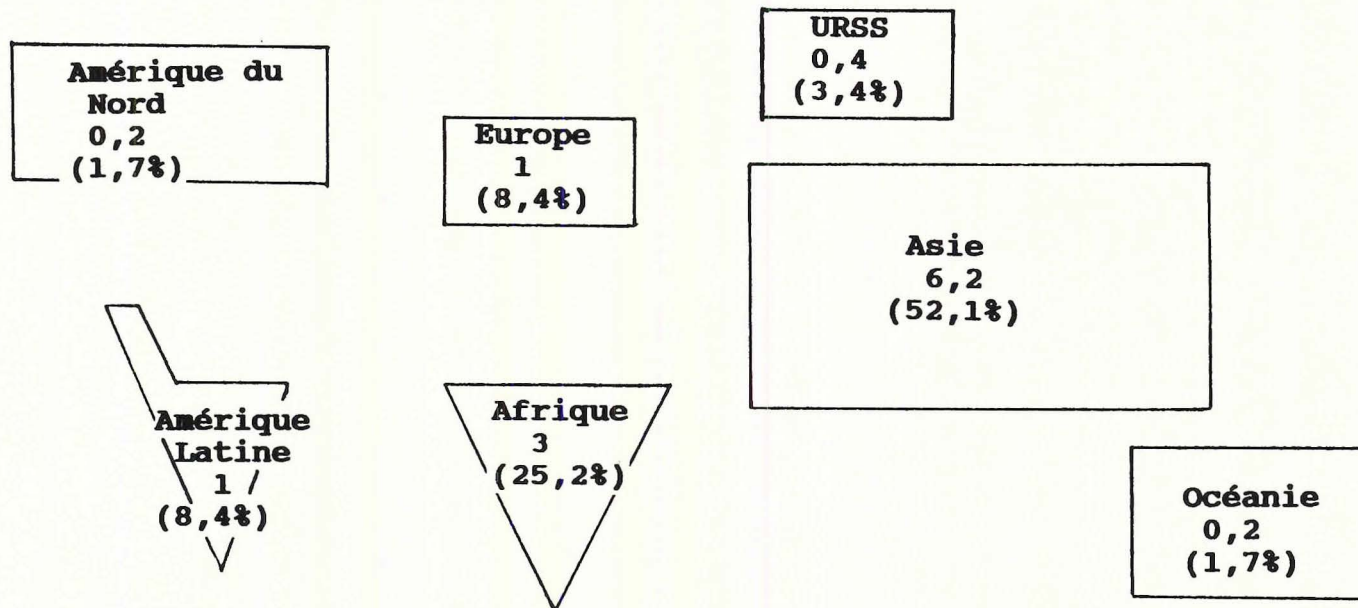 Amérique du
Nord
0,2
(1,7%)
URSS
0,4
(3,4%)
Europe
1
(8,4%)
Asie
6,2
(52,1%)
Amérique
Latine
1
(8,4%)
Afrique
3
(25,2%)
Océanie
0,2
(1,7%)